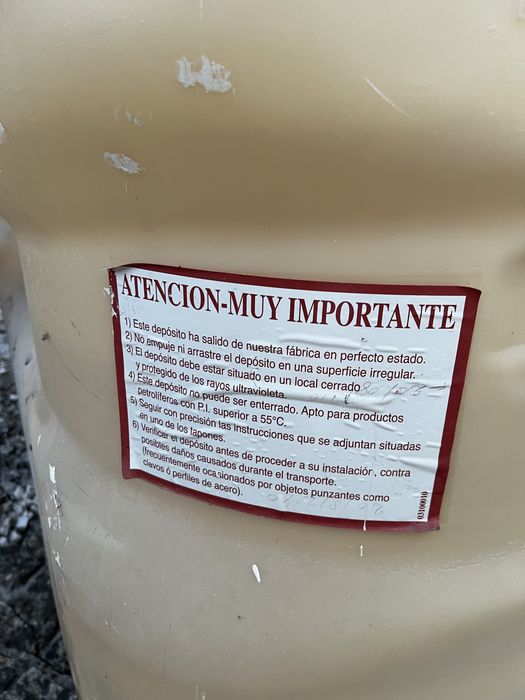 ATENCION-MUY IMPORTANTE
1) Este depósito ha salido de nuestra fábrica en perfecto estado.
2) No empuje ni arrastre el depósito en una superficie irregular.
3) El depósito debe estar situado en un local cerrado
y protegido de los rayos ultravioleta.
4) Este depósito no puede ser enterrado. Apto para productos
petrolíferos con P.I. superior a 55°C.
5) Seguir con precisión las instrucciones que se adjuntan situadas
en uno de los tapones.
6) Verificar el depósito antes de proceder a su instalación, contra
posibles daños causados durante el transporte.
(frecuentemente ocasionados por objetos punzantes como
clavos ó perfiles de acero).
03100010